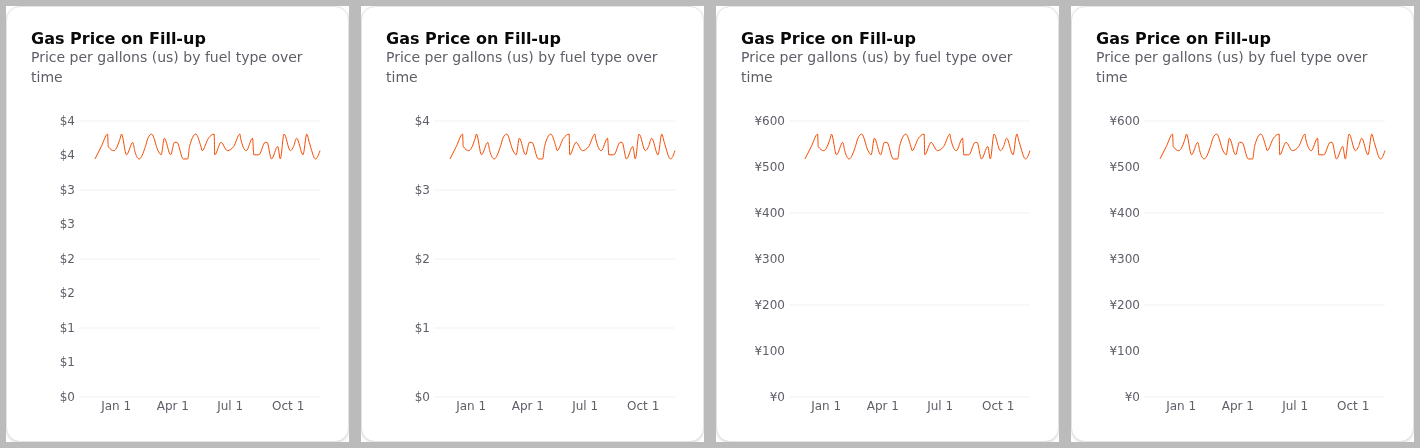 Gas Price on Fill-up
Price per gallons (us) by fuel type over
time
$4
$4
$3
$3
$2
$2
$1
$1
$0
Jan 1 Apr 1 Jul 1 Oct 1
Gas Price on Fill-up
Price per gallons (us) by fuel type over
time
$4
$3
$2
$1
$0
Jan 1 Apr 1 Jul 1 Oct 1
Gas Price on Fill-up
Price per gallons (us) by fuel type over
time
¥600
¥500
¥400
¥300
¥200
¥100
¥0
Jan 1 Apr 1 Jul 1 Oct 1
Gas Price on Fill-up
Price per gallons (us) by fuel type over
time
¥600
¥500
¥400
¥300
¥200
¥100
¥0
Jan 1 Apr 1 Jul 1 Oct 1